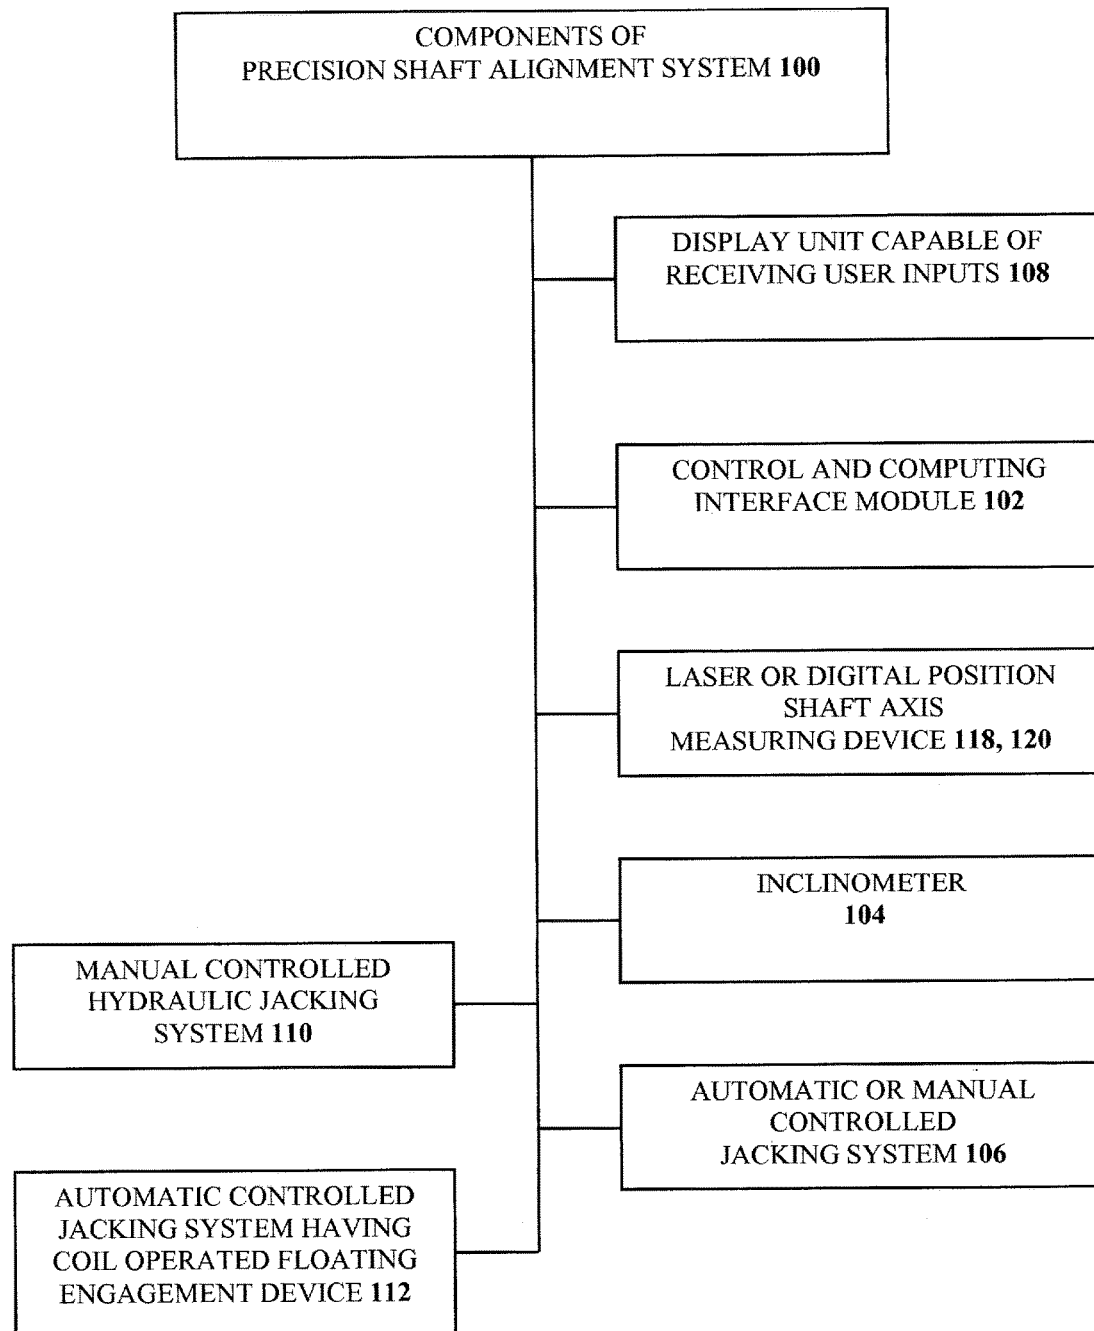 COMPONENTS OF
PRECISION SHAFT ALIGNMENT SYSTEM 100
DISPLAY UNIT CAPABLE OF
RECEIVING USER INPUTS 108
CONTROL AND COMPUTING
INTERFACE MODULE 102
LASER OR DIGITAL POSITION
SHAFT AXIS
MEASURING DEVICE 118, 120
INCLINOMETER
104
MANUAL CONTROLLED
HYDRAULIC JACKING
SYSTEM 110
AUTOMATIC OR MANUAL
CONTROLLED
JACKING SYSTEM 106
AUTOMATIC CONTROLLED
JACKING SYSTEM HAVING
COIL OPERATED FLOATING
ENGAGEMENT DEVICE 112